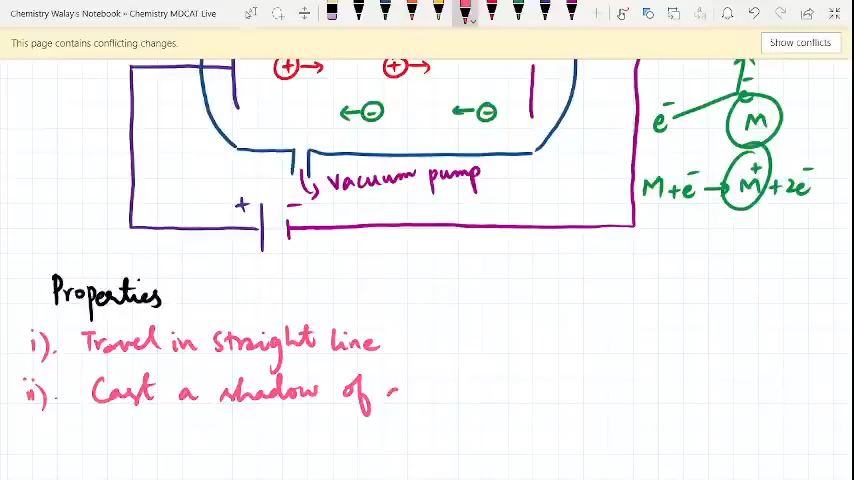 Chemistry Walay's Notebook » Chemistry MDCAT Live
This page contains conflicting changes.
Show conflicts
+ +
- -
e-
M
M + e- → M+ + 2e-
vacuum pump
+ -
Properties
i). Travel in straight line
ii). Cast a shadow of